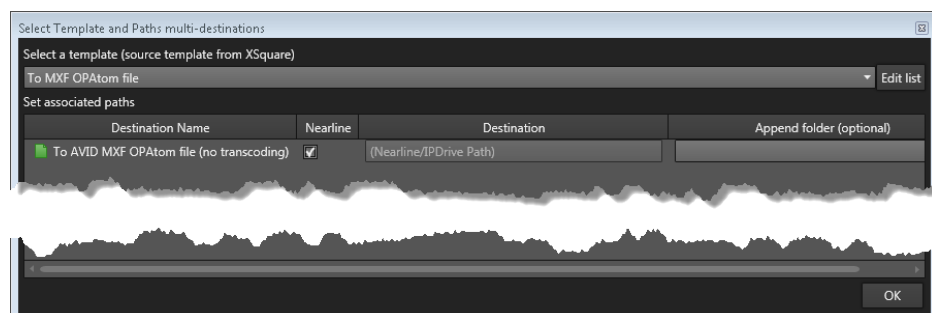 Select Template and Paths multi-destinations
Select a template (source template from XSquare)
To MXF OPAtom file
Edit list
Set associated paths
Destination Name Nearline Destination Append folder (optional)
To AVID MXF OPAtom file (no transcoding) (Nearline/IPDrive Path)
OK